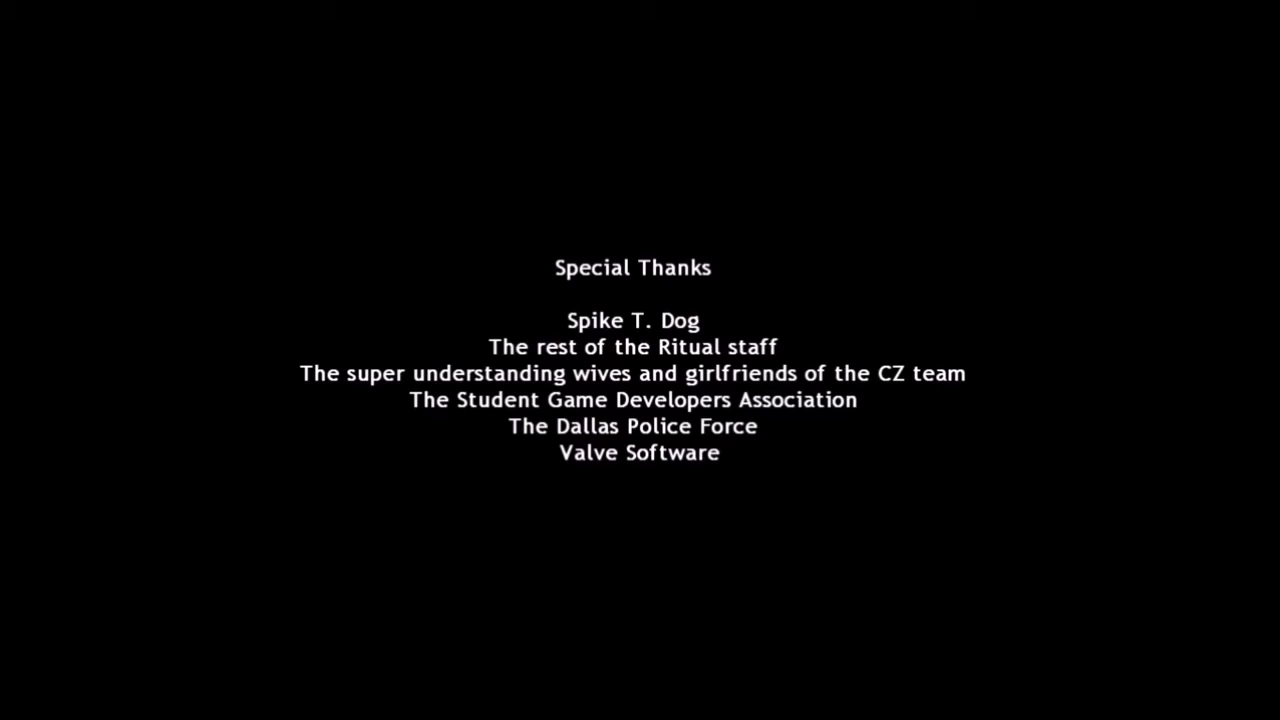 Special Thanks
Spike T. Dog
The rest of the Ritual staff
The super understanding wives and girlfriends of the CZ team
The Student Game Developers Association
The Dallas Police Force
Valve Software